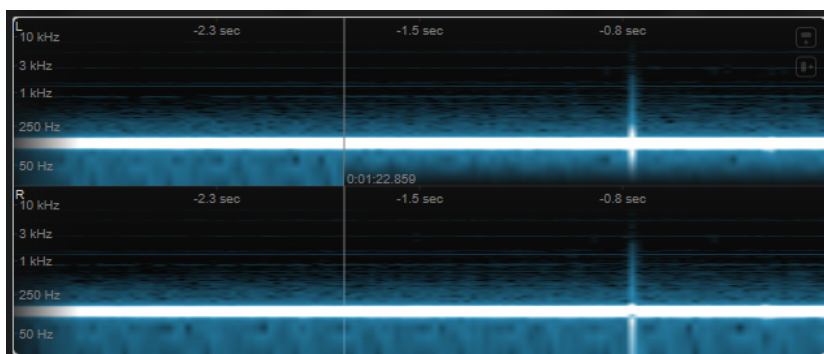 L
-2.3 sec -1.5 sec -0.8 sec
10 kHz
3 kHz
1 kHz
250 Hz
50 Hz
0:01:22.859
R
-2.3 sec -1.5 sec -0.8 sec
10 kHz
3 kHz
1 kHz
250 Hz
50 Hz